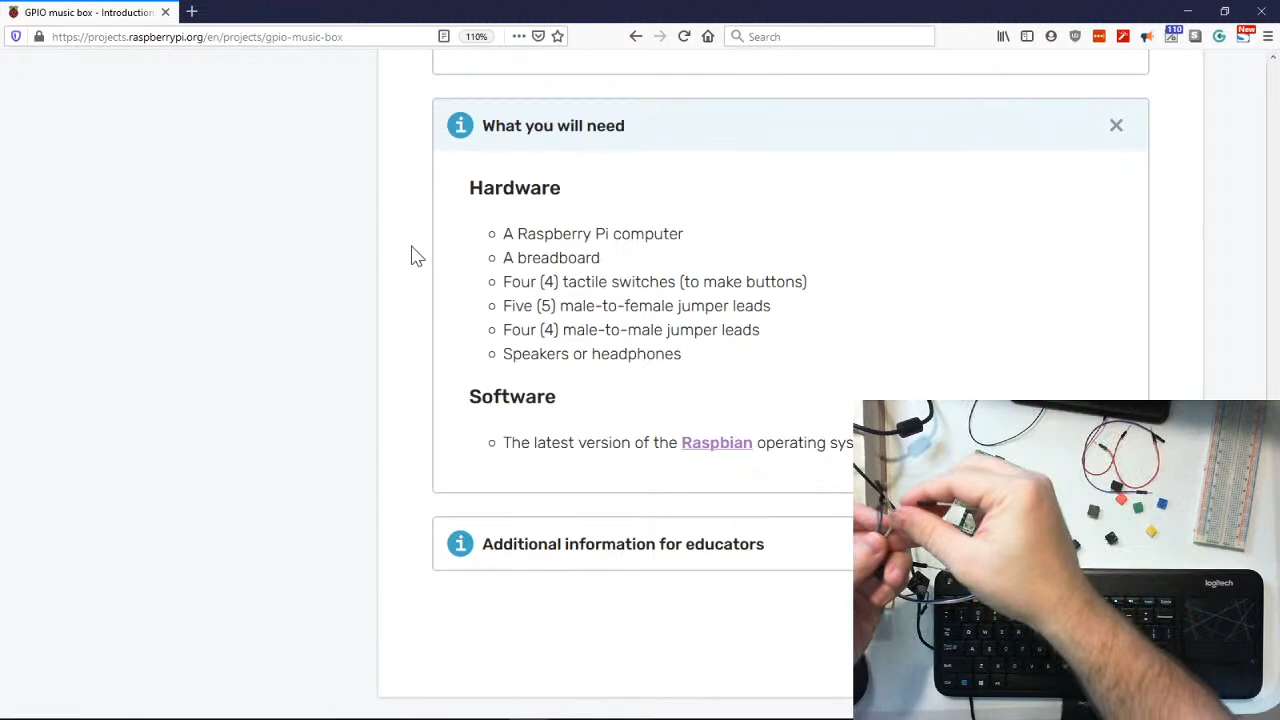 GPIO music box - Introduction
https://projects.raspberrypi.org/en/projects/gpio-music-box
110%
Search
110
New
What you will need
Hardware
A Raspberry Pi computer
A breadboard
Four (4) tactile switches (to make buttons)
Five (5) male-to-female jumper leads
Four (4) male-to-male jumper leads
Speakers or headphones
Software
The latest version of the Raspbian operating sys
Additional information for educators
logitech